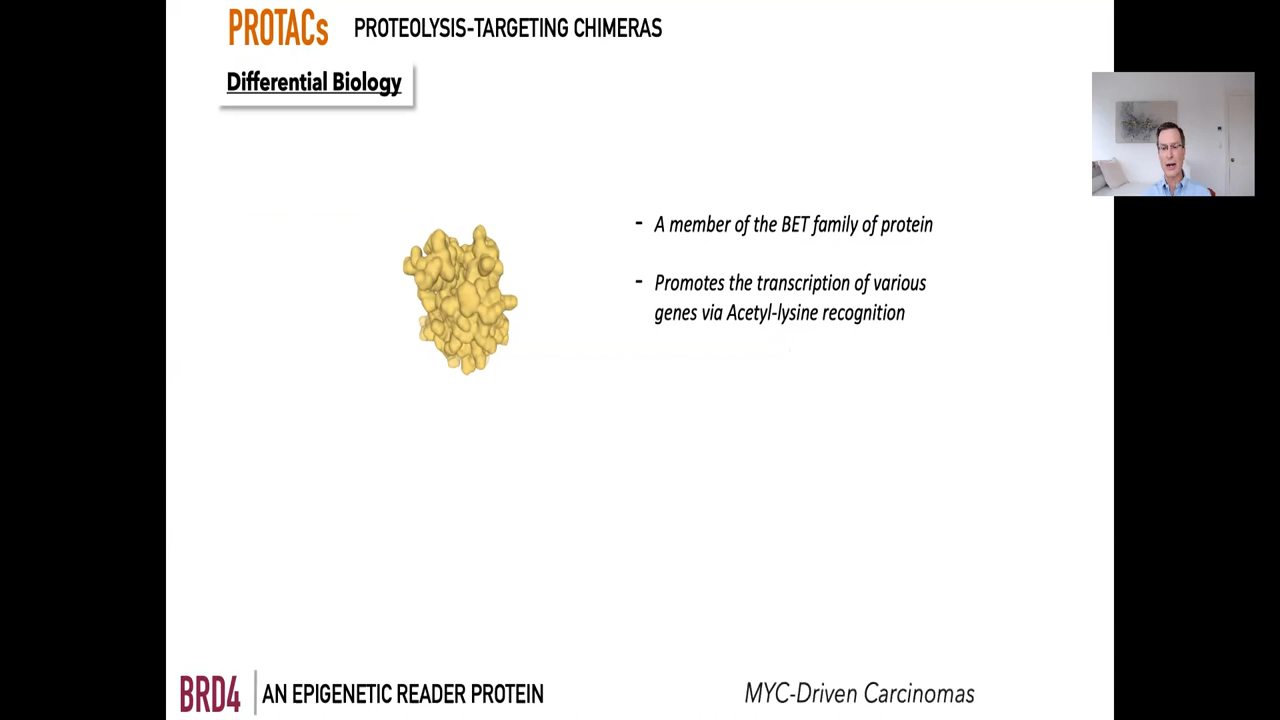 PROTACs PROTEOLYSIS-TARGETING CHIMERAS
Differential Biology
- A member of the BET family of protein
- Promotes the transcription of various
genes via Acetyl-lysine recognition
BRD4 AN EPIGENETIC READER PROTEIN
MYC-Driven Carcinomas